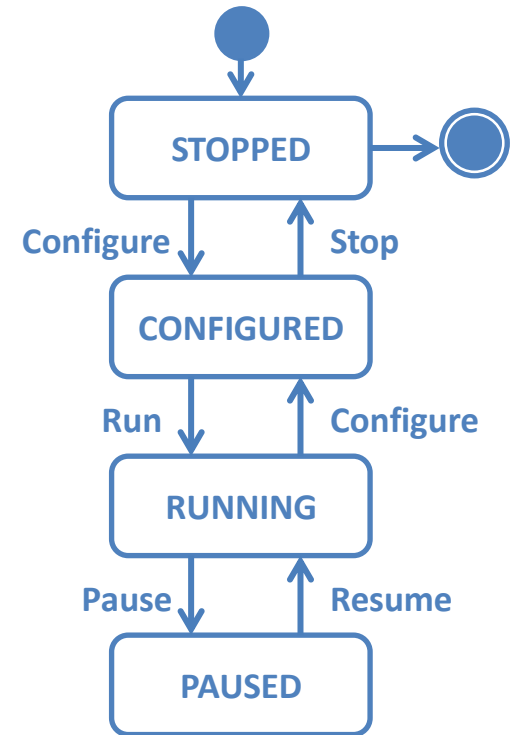 STOPPED
Configure
Stop
CONFIGURED
Run
Configure
RUNNING
Pause
Resume
PAUSED